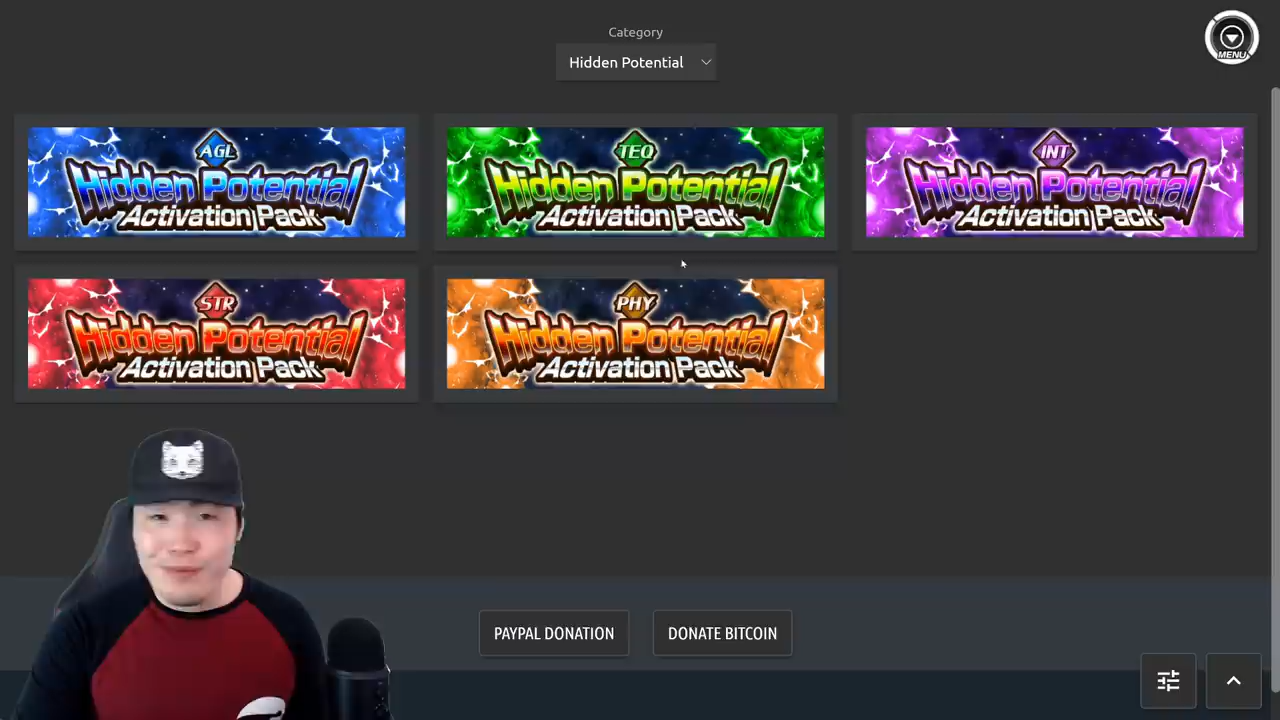 Category
Hidden Potential
MENU
AGL
Hidden Potential
Activation Pack
TEQ
Hidden Potential
Activation Pack
INT
Hidden Potential
Activation Pack
STR
Hidden Potential
Activation Pack
PHY
Hidden Potential
Activation Pack
PAYPAL DONATION
DONATE BITCOIN